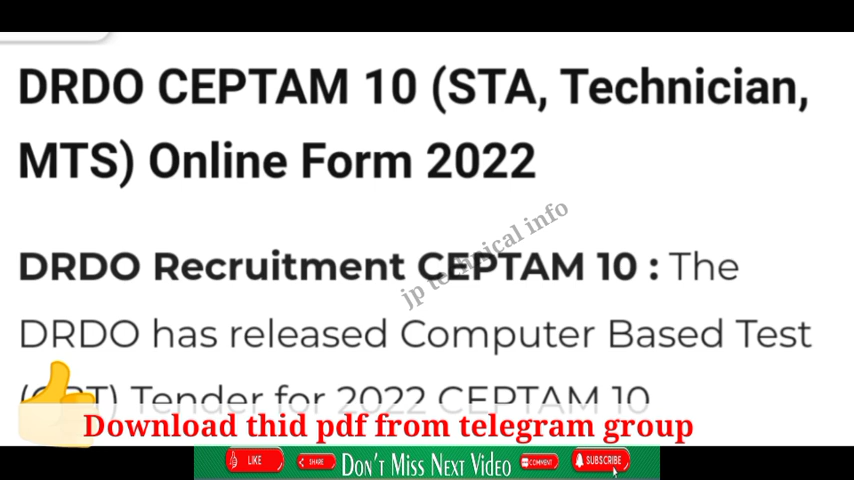 DRDO CEPTAM 10 (STA, Technician,
MTS) Online Form 2022
jp technical info
DRDO Recruitment CEPTAM 10 : The
DRDO has released Computer Based Test
(CBT) Tender for 2022 CEPTAM 10
Download thid pdf from telegram group
LIKE SHARE DON'T MISS NEXT VIDEO COMMENT SUBSCRIBE